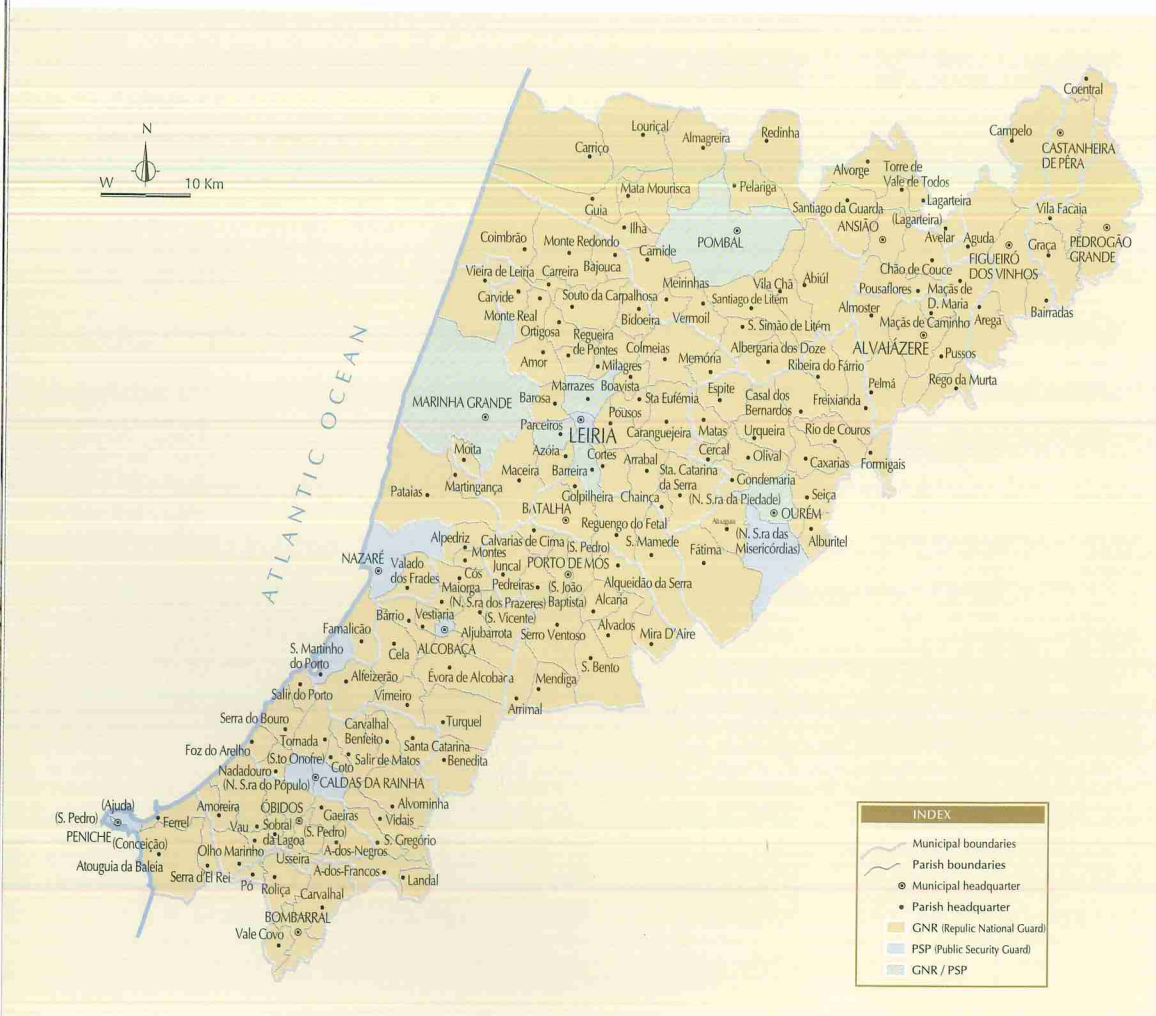 N
W
10 Km
ATLANTIC OCEAN
Coentral
Campelo
CASTANHEIRA
DE PÊRA
Louriçal
Almagreira
Redinha
Carriço
Alvorge
Torre de
Vale de Todos
Lagarteira
(Lagarteira)
Mata Mourisca
Pelariga
Santiago da Guarda
ANSIÃO
Vila Facaia
Guia
Ilha
POMBAL
Avelar
Aguda
FIGUEIRÓ
DOS VINHOS
Graça
PEDROGÃO
GRANDE
Coimbrão
Monte Redondo
Bajouca
Carnide
Chão de Couce
Vieira de Leiria
Carreira
Meirinhas
Vila Chã
Abiúl
Pousaflores
Maçãs de
D. Maria
Carvide
Souto da Carpalhosa
Santiago de Litém
Almoster
Arega
Bairradas
Monte Real
Ortigosa
Bidoeira
Vermoil
S. Simão de Litém
Maçãs de Caminho
Regueira
de Pontes
Colmeias
Memória
Albergaria dos Doze
ALVAIÁZERE
Pussos
Amor
Milagres
Ribeira do Fárrio
Marrazes
Boavista
Espite
Pelmá
Rego da Murta
MARINHA GRANDE
Barosa
Sta Eufémia
Casal dos
Bernardos
Freixianda
Pousos
Parceiros
LEIRIA
Caranguejeira
Matas
Urqueira
Rio de Couros
Moita
Azóia
Cortes
Arrabal
Cercal
Olival
Caxarias
Formigais
Maceira
Barreira
Sta. Catarina
da Serra
Gondemaria
Pataias
Martingança
Golpilheira
Chainça
(N. S.ra da Piedade)
Seiça
BATALHA
OURÉM
Reguengo do Fetal
Atouguia
(N. S.ra das
Misericórdias)
Alburitel
Alpedriz
Calvarias de Cima
(S. Pedro)
S. Mamede
Fátima
NAZARÉ
Montes
Juncal
PORTO DE MÓS
Valado
dos Frades
Cós
Maiorga
Pedreiras
(S. João
Baptista)
Alqueidão da Serra
(N. S.ra dos Prazeres)
Alcaria
Bárrio
Vestiaria
(S. Vicente)
Famalicão
Aljubarrota
Serro Ventoso
Alvados
Mira D'Aire
S. Martinho
do Porto
Cela
ALCOBAÇA
S. Bento
Alfeizerão
Évora de Alcobaça
Mendiga
Salir do Porto
Vimeiro
Arrimal
Serra do Bouro
Carvalhal
Benfeito
Turquel
Foz do Arelho
Tornada
Santa Catarina
(S.to Onofre)
Coto
Salir de Matos
Benedita
Nadadouro
(N. S.ra do Pópulo)
CALDAS DA RAINHA
(Ajuda)
Amoreira
ÓBIDOS
Alvorninha
(S. Pedro)
Gaeiras
Ferrel
Vidais
PENICHE
(Conceição)
Vau
Sobral
da Lagoa
(S. Pedro)
S. Gregório
Olho Marinho
A-dos-Negros
Atouguia da Baleia
Usseira
Serra d'El Rei
Pó
Roliça
A-dos-Francos
Landal
Carvalhal
BOMBARRAL
Vale Covo
INDEX
Municipal boundaries
Parish boundaries
Municipal headquarter
Parish headquarter
GNR (Repulic National Guard)
PSP (Public Security Guard)
GNR / PSP